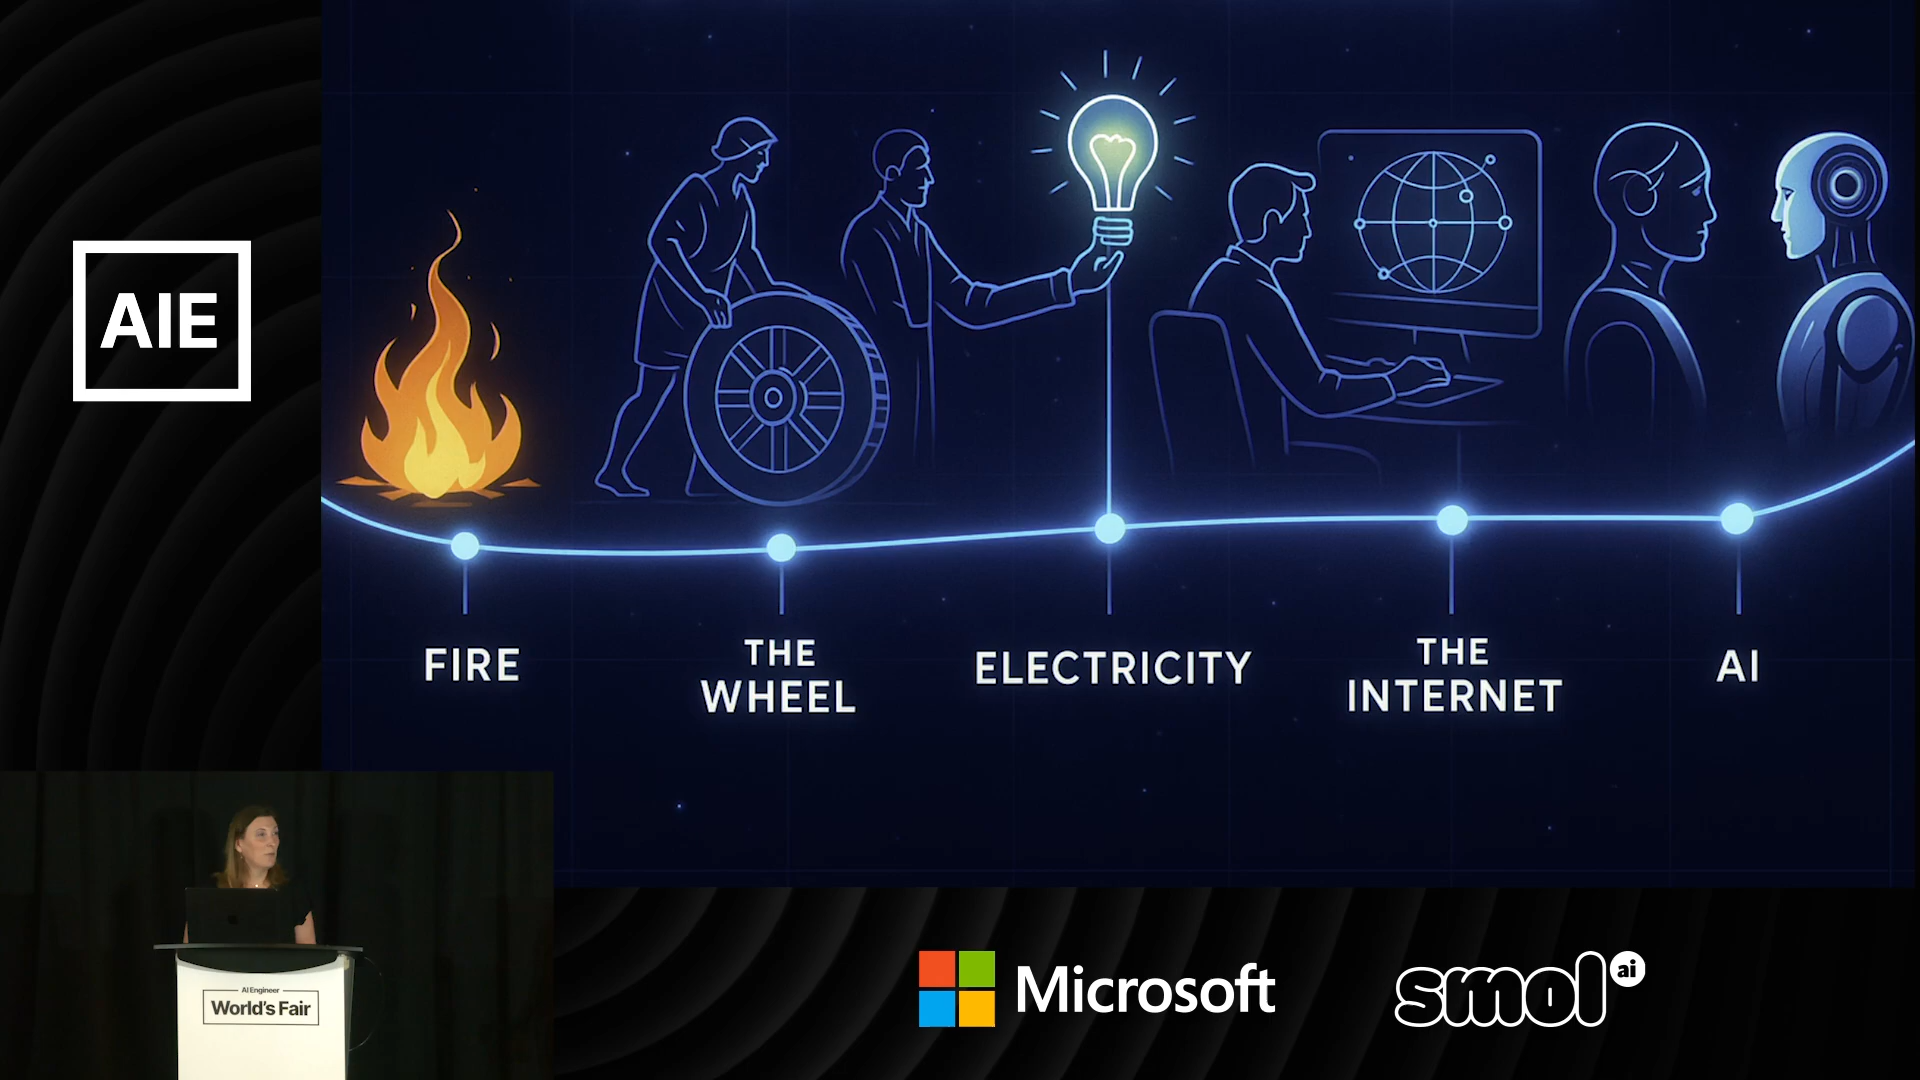 AIE
FIRE
THE
WHEEL
ELECTRICITY
THE
INTERNET
AI
AI Engineer
World's Fair
Microsoft
smol ai